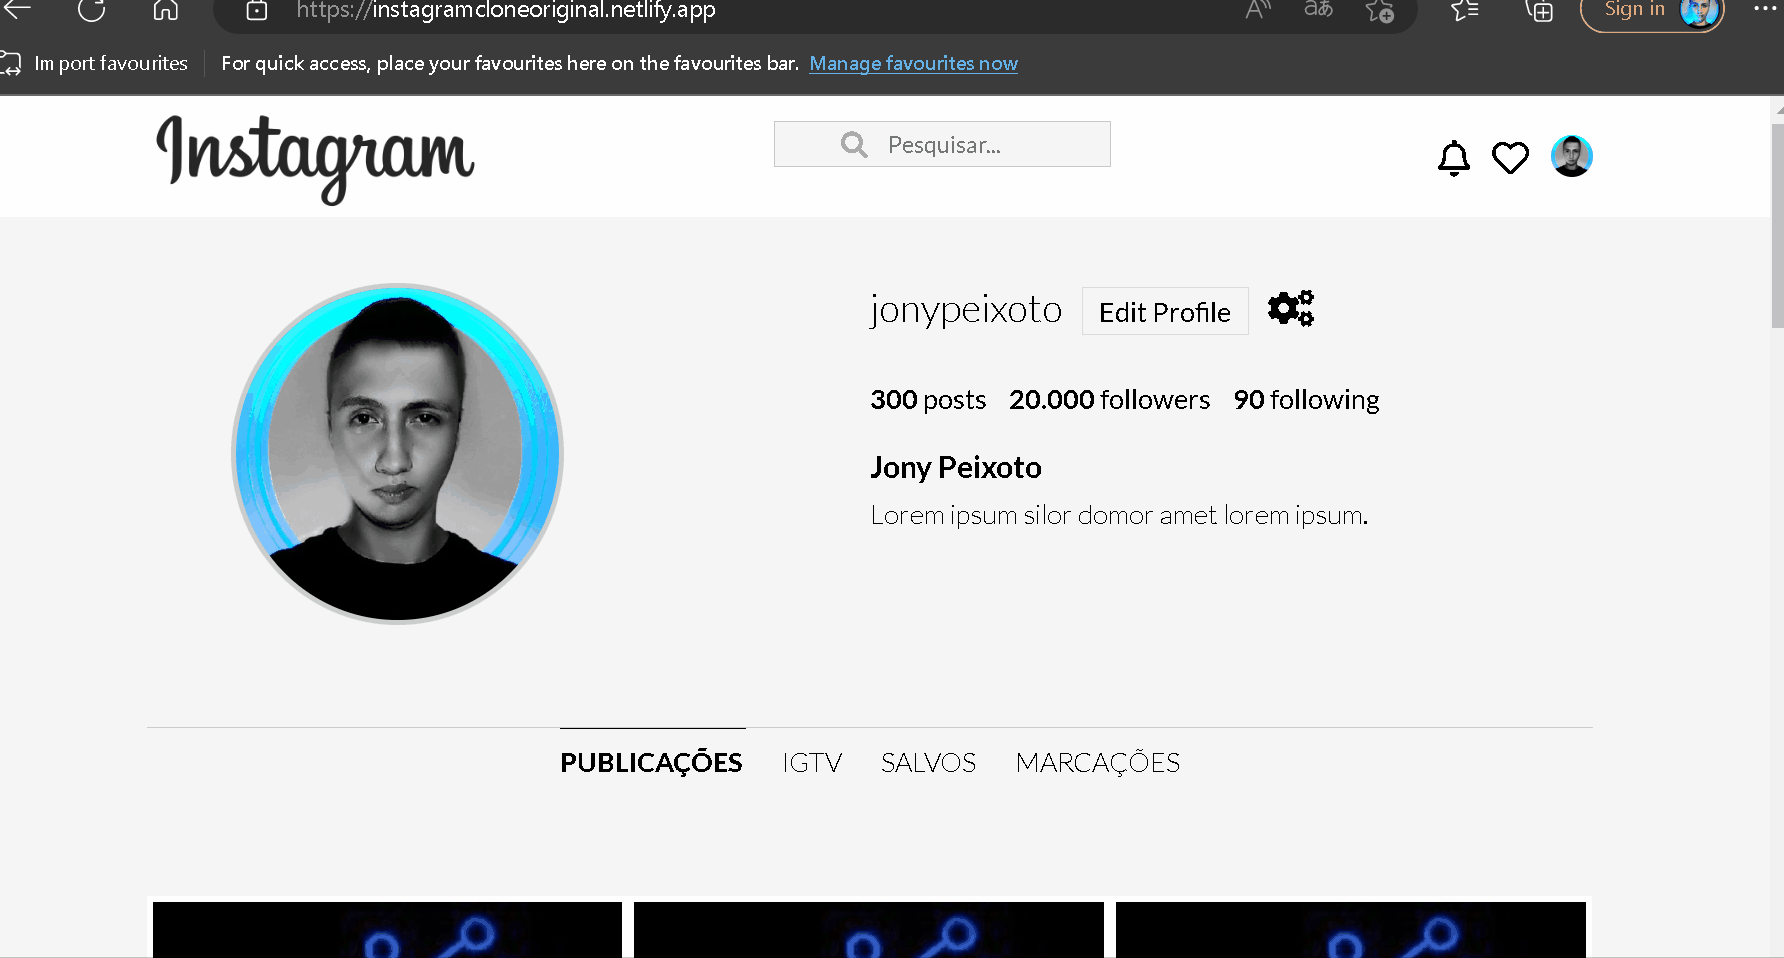 https://instagramcloneoriginal.netlify.app
Sign in
Import favourites
For quick access, place your favourites here on the favourites bar. Manage favourites now
Instagram
Pesquisar...
jonypeixoto
Edit Profile
300 posts 20.000 followers 90 following
Jony Peixoto
Lorem ipsum silor domor amet lorem ipsum.
PUBLICAÇÕES IGTV SALVOS MARCAÇÕES